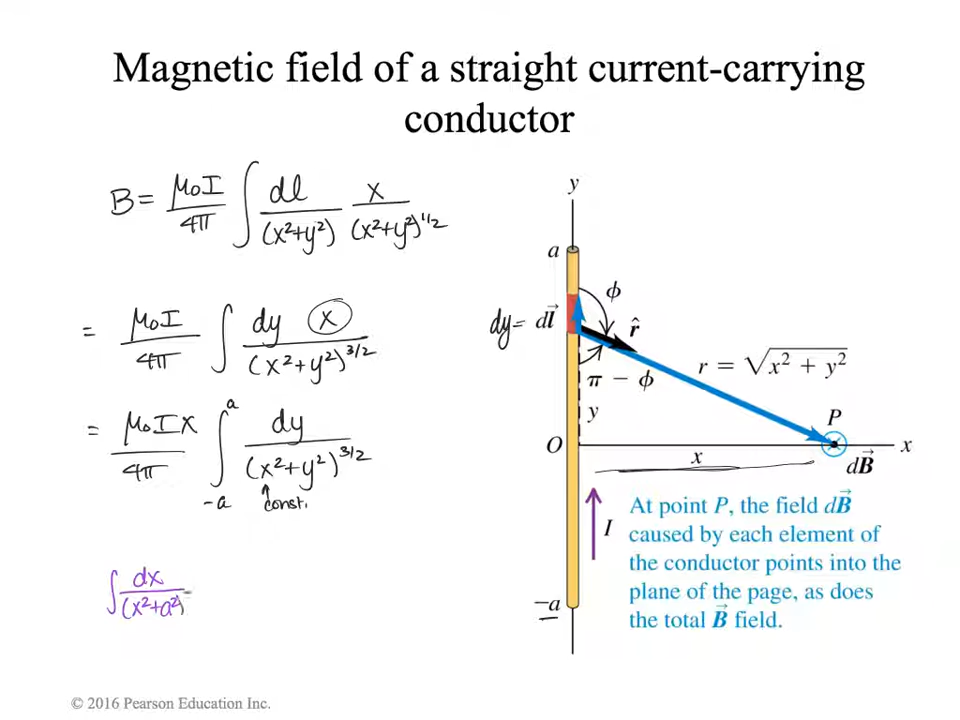 Magnetic field of a straight current-carrying
conductor
B = μ₀I/4π ∫ dl/(x²+y²) x/(x²+y²)^1/2
= μ₀I/4π ∫ dy x/(x²+y²)^3/2
= μ₀Ix/4π ∫_-a^a dy/(x²+y²)^3/2
↑
const.
∫ dx/(x²+a²)
y
a
ϕ
dy = dl⃗
r̂
π − ϕ
r = √x² + y²
y
P
O
x
x
dB⃗
I
−a
At point P, the field dB⃗
caused by each element of
the conductor points into the
plane of the page, as does
the total B⃗ field.
© 2016 Pearson Education Inc.